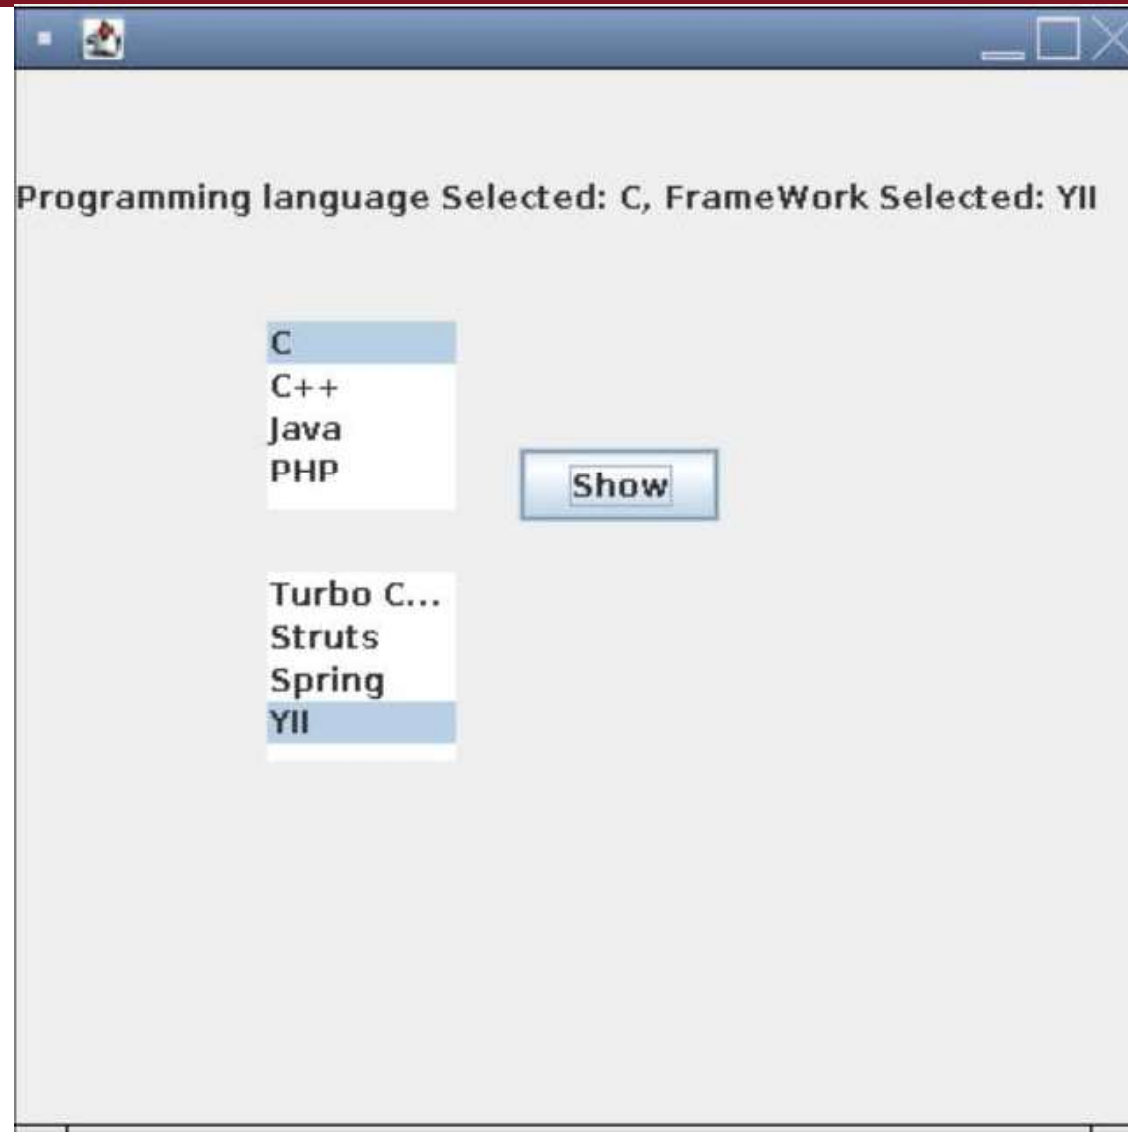 Programming language Selected: C, FrameWork Selected: YII
C
C++
Java
PHP
Show
Turbo C...
Struts
Spring
YII